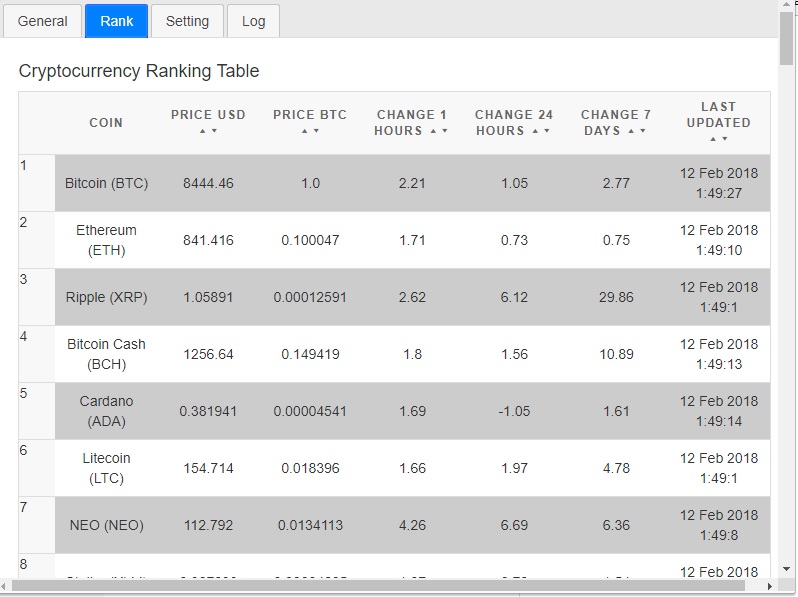 General Rank Setting Log
Cryptocurrency Ranking Table
COIN PRICE USD PRICE BTC CHANGE 1 HOURS CHANGE 24 HOURS CHANGE 7 DAYS LAST UPDATED
1 Bitcoin (BTC) 8444.46 1.0 2.21 1.05 2.77 12 Feb 2018 1:49:27
2 Ethereum (ETH) 841.416 0.100047 1.71 0.73 0.75 12 Feb 2018 1:49:10
3 Ripple (XRP) 1.05891 0.00012591 2.62 6.12 29.86 12 Feb 2018 1:49:1
4 Bitcoin Cash (BCH) 1256.64 0.149419 1.8 1.56 10.89 12 Feb 2018 1:49:13
5 Cardano (ADA) 0.381941 0.00004541 1.69 -1.05 1.61 12 Feb 2018 1:49:14
6 Litecoin (LTC) 154.714 0.018396 1.66 1.97 4.78 12 Feb 2018 1:49:1
7 NEO (NEO) 112.792 0.0134113 4.26 6.69 6.36 12 Feb 2018 1:49:8
8 12 Feb 2018